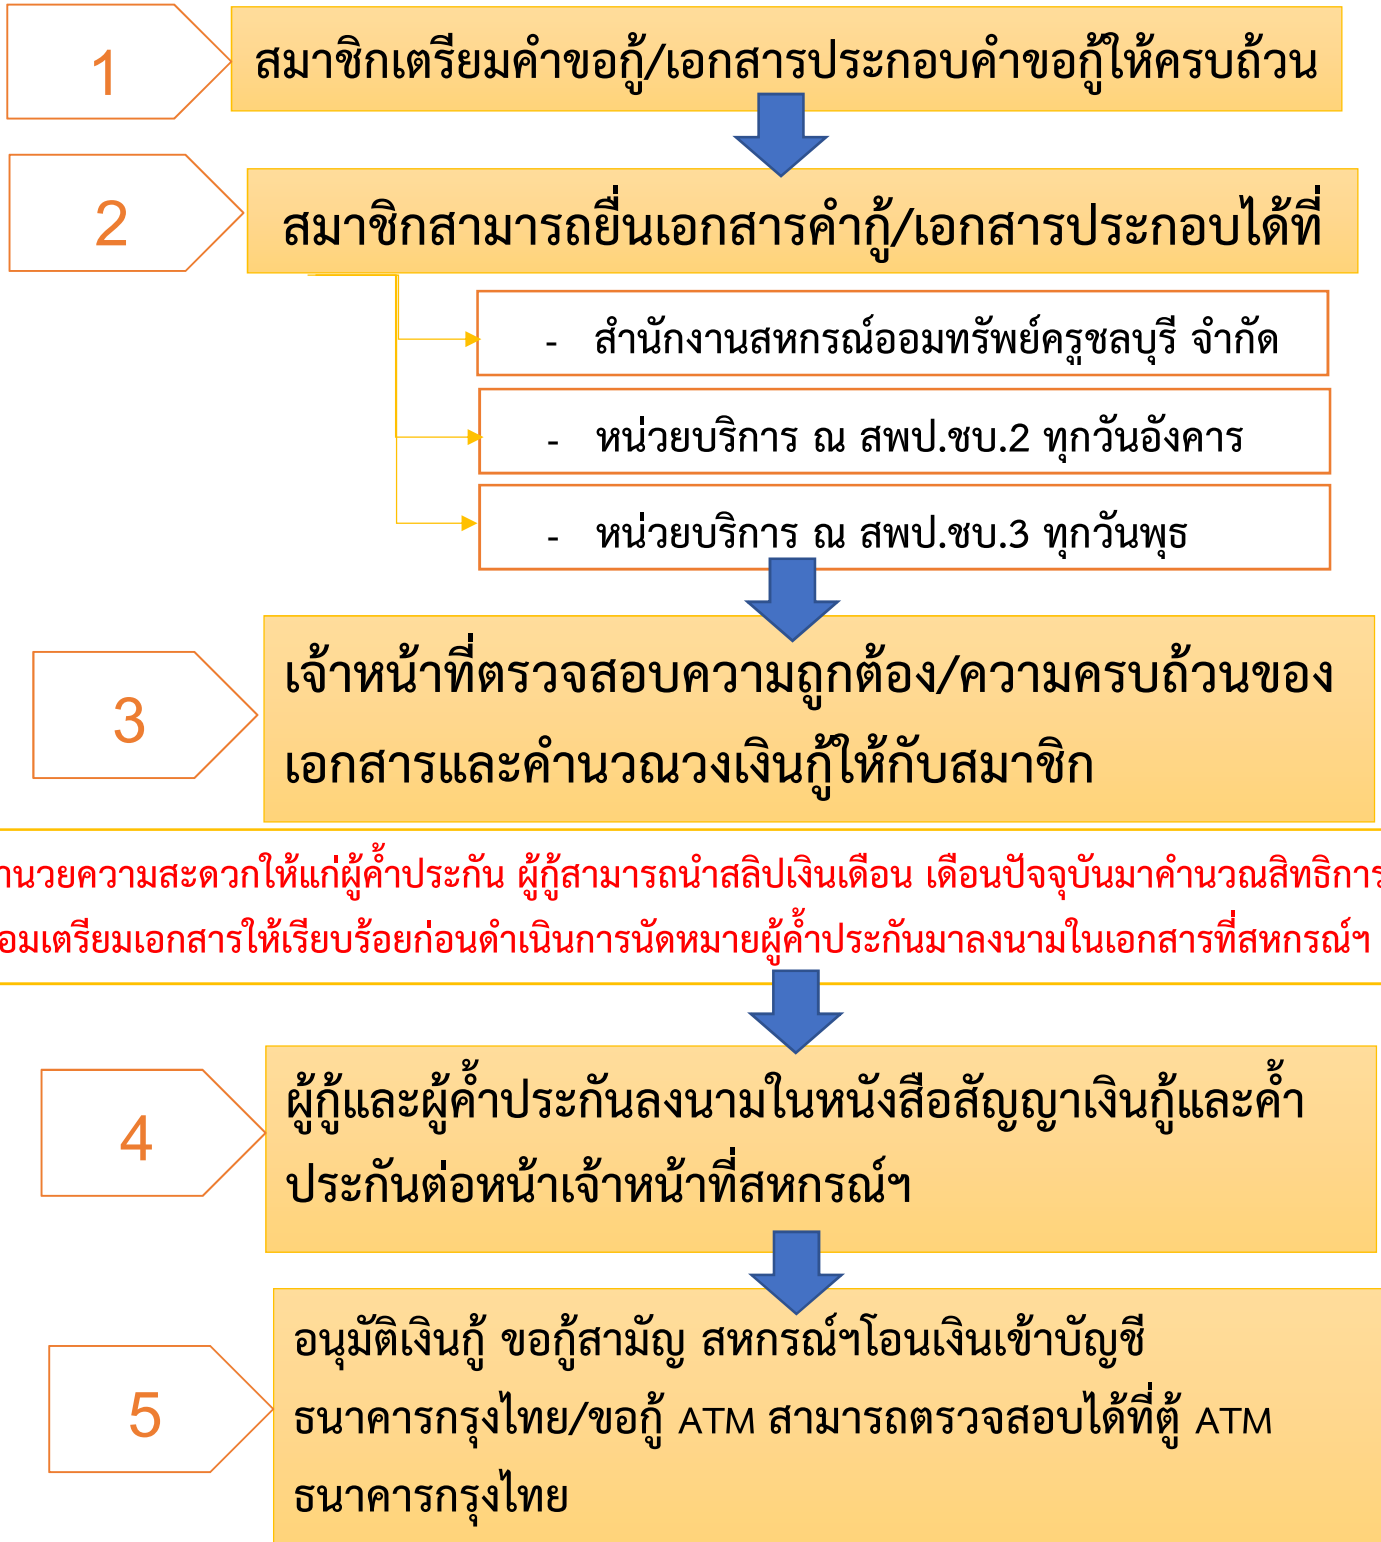 1
สมาชิกเตรียมคำขอกู้/เอกสารประกอบคำขอกู้ให้ครบถ้วน
2
สมาชิกสามารถยื่นเอกสารคำกู้/เอกสารประกอบได้ที่
- สำนักงานสหกรณ์ออมทรัพย์ครูชลบุรี จำกัด
- หน่วยบริการ ณ สพป.ชบ.2 ทุกวันอังคาร
- หน่วยบริการ ณ สพป.ชบ.3 ทุกวันพุธ
3
เจ้าหน้าที่ตรวจสอบความถูกต้อง/ความครบถ้วนของ
เอกสารและคำนวณวงเงินกู้ให้กับสมาชิก
านวยความสะดวกให้แก่ผู้ค้ำประกัน ผู้กู้สามารถนำสลิปเงินเดือน เดือนปัจจุบันมาคำนวณสิทธิการ
อมเตรียมเอกสารให้เรียบร้อยก่อนดำเนินการนัดหมายผู้ค้ำประกันมาลงนามในเอกสารที่สหกรณ์ฯ
4
ผู้กู้และผู้ค้ำประกันลงนามในหนังสือสัญญาเงินกู้และค้ำ
ประกันต่อหน้าเจ้าหน้าที่สหกรณ์ฯ
5
อนุมัติเงินกู้ ขอกู้สามัญ สหกรณ์ฯโอนเงินเข้าบัญชี
ธนาคารกรุงไทย/ขอกู้ ATM สามารถตรวจสอบได้ที่ตู้ ATM
ธนาคารกรุงไทย